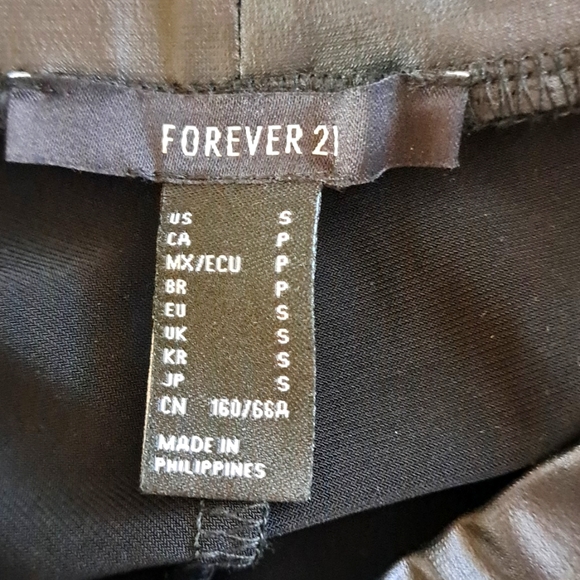 FOREVER 21
US S
CA P
MX/ECU P
BR P
EU S
UK S
KR S
JP S
CN 160/66A
MADE IN
PHILIPPINES